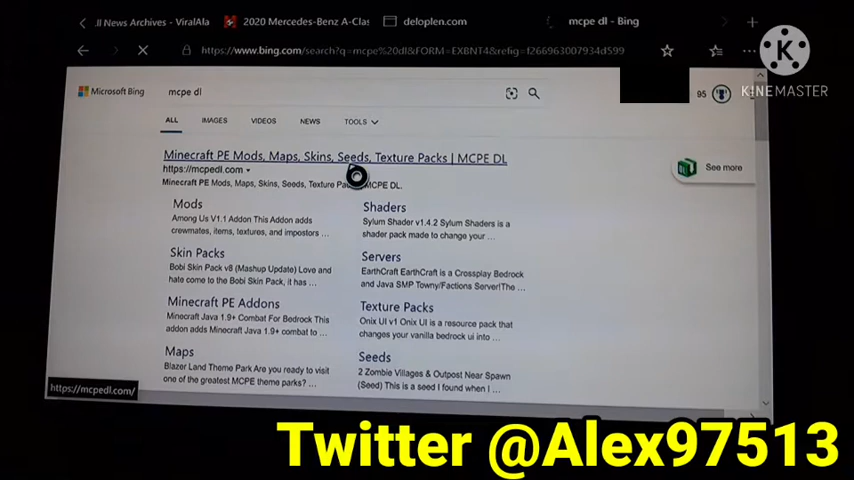 .ll News Archives - ViralAla
2020 Mercedes-Benz A-Clas
deloplen.com
mcpe dl - Bing
https://www.bing.com/search?q=mcpe%20dl&FORM=EXBNT4&refig=f266963007934d599
KINEMASTER
Microsoft Bing
mcpe dl
95
ALL
IMAGES
VIDEOS
NEWS
TOOLS
Minecraft PE Mods, Maps, Skins, Seeds, Texture Packs | MCPE DL
https://mcpedl.com
See more
Minecraft PE Mods, Maps, Skins, Seeds, Texture Pa MCPE DL.
Mods
Among Us V1.1 Addon This Addon adds
crewmates, items, textures, and impostors ...
Shaders
Sylum Shader v1.4.2 Sylum Shaders is a
shader pack made to change your ...
Skin Packs
Bobi Skin Pack v8 (Mashup Update) Love and
hate come to the Bobi Skin Pack, it has ...
Servers
EarthCraft EarthCraft is a Crossplay Bedrock
and Java SMP Towny/Factions Server!The ...
Minecraft PE Addons
Minecraft Java 1.9+ Combat For Bedrock This
addon adds Minecraft Java 1.9+ combat to ...
Texture Packs
Onix UI v1 Onix UI is a resource pack that
changes your vanilla bedrock ui into ...
Maps
Blazer Land Theme Park Are you ready to visit
one of the greatest MCPE theme parks? ...
Seeds
2 Zombie Villages & Outpost Near Spawn
(Seed) This is a seed I found when I ...
https://mcpedl.com/
Twitter @Alex97513